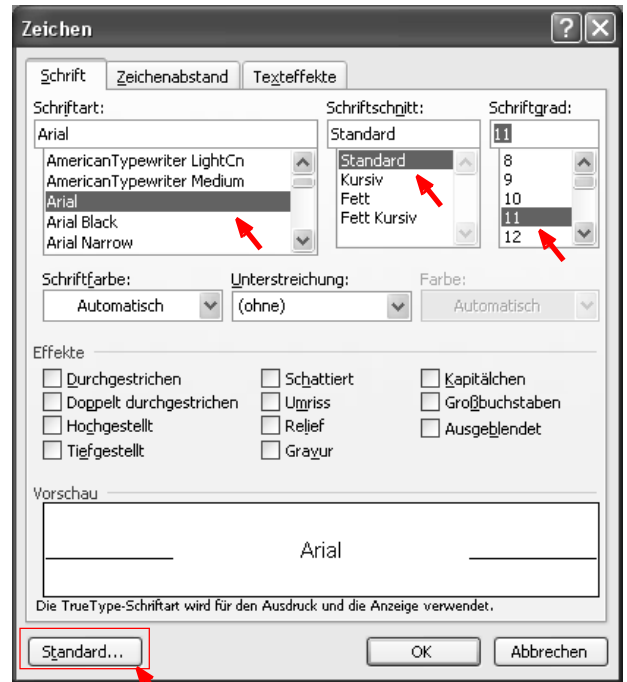 Zeichen
Schrift Zeichenabstand Texteffekte
Schriftart: Schriftschnitt: Schriftgrad:
Arial Standard 11
AmericanTypewriter LightCn Standard 8
AmericanTypewriter Medium Kursiv 9
Arial Fett 10
Arial Black Fett Kursiv 11
Arial Narrow 12
Schriftfarbe: Unterstreichung: Farbe:
Automatisch (ohne) Automatisch
Effekte
Durchgestrichen Schattiert Kapitälchen
Doppelt durchgestrichen Umriss Großbuchstaben
Hochgestellt Relief Ausgeblendet
Tiefgestellt Gravur
Vorschau
Arial
Die TrueType-Schriftart wird für den Ausdruck und die Anzeige verwendet.
Standard... OK Abbrechen